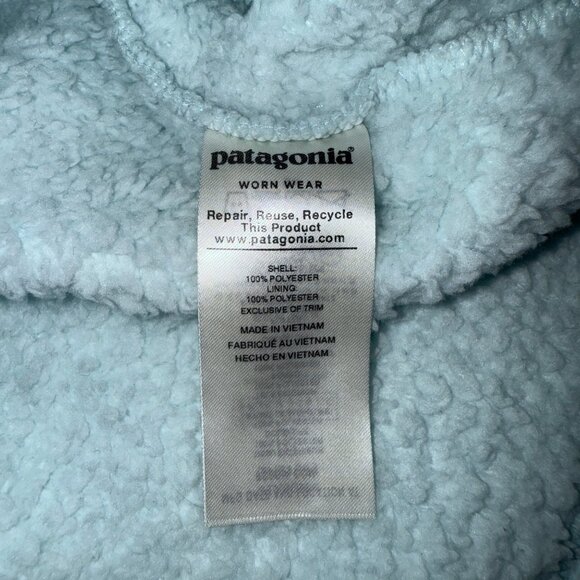 patagonia®
WORN WEAR
Repair, Reuse, Recycle
This Product
www.patagonia.com
SHELL:
100% POLYESTER
LINING:
100% POLYESTER
EXCLUSIVE OF TRIM
MADE IN VIETNAM
FABRIQUÉ AU VIETNAM
HECHO EN VIETNAM